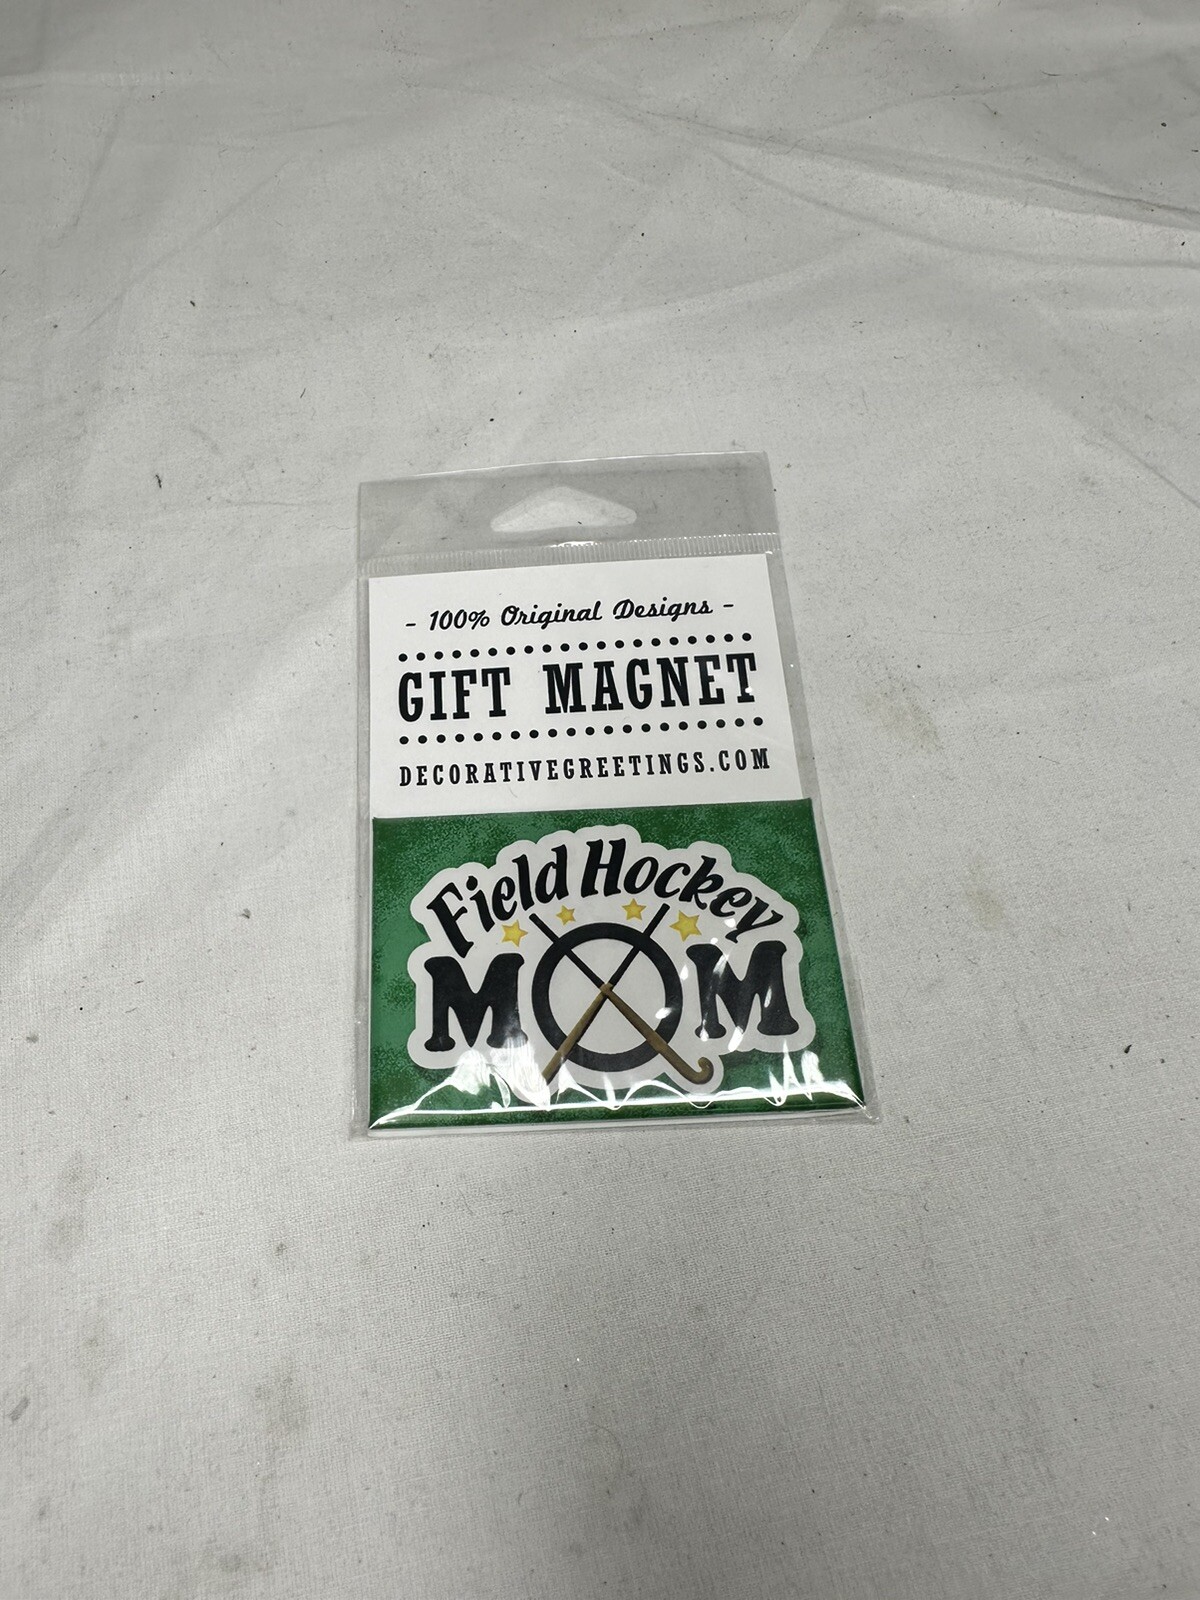 - 100% Original Designs -
GIFT MAGNET
DECORATIVEGREETINGS.COM
Field Hockey
MOM